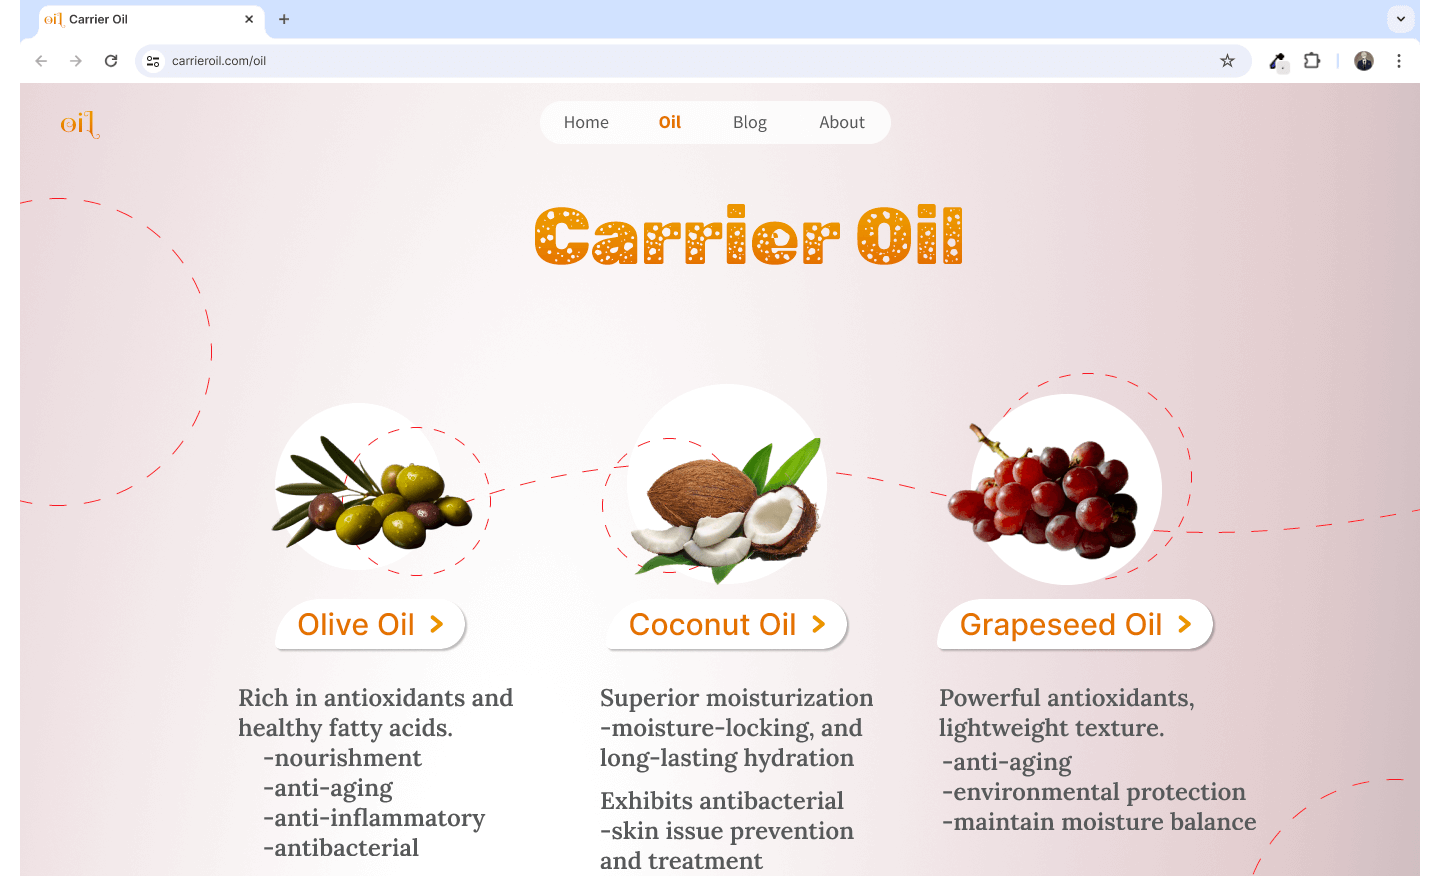 oil Carrier Oil
carrieroil.com/oil
oil
Home Oil Blog About
Carrier Oil
Olive Oil
Coconut Oil
Grapeseed Oil
Rich in antioxidants and
healthy fatty acids.
-nourishment
-anti-aging
-anti-inflammatory
-antibacterial
Superior moisturization
-moisture-locking, and
long-lasting hydration
Exhibits antibacterial
-skin issue prevention
and treatment
Powerful antioxidants,
lightweight texture.
-anti-aging
-environmental protection
-maintain moisture balance